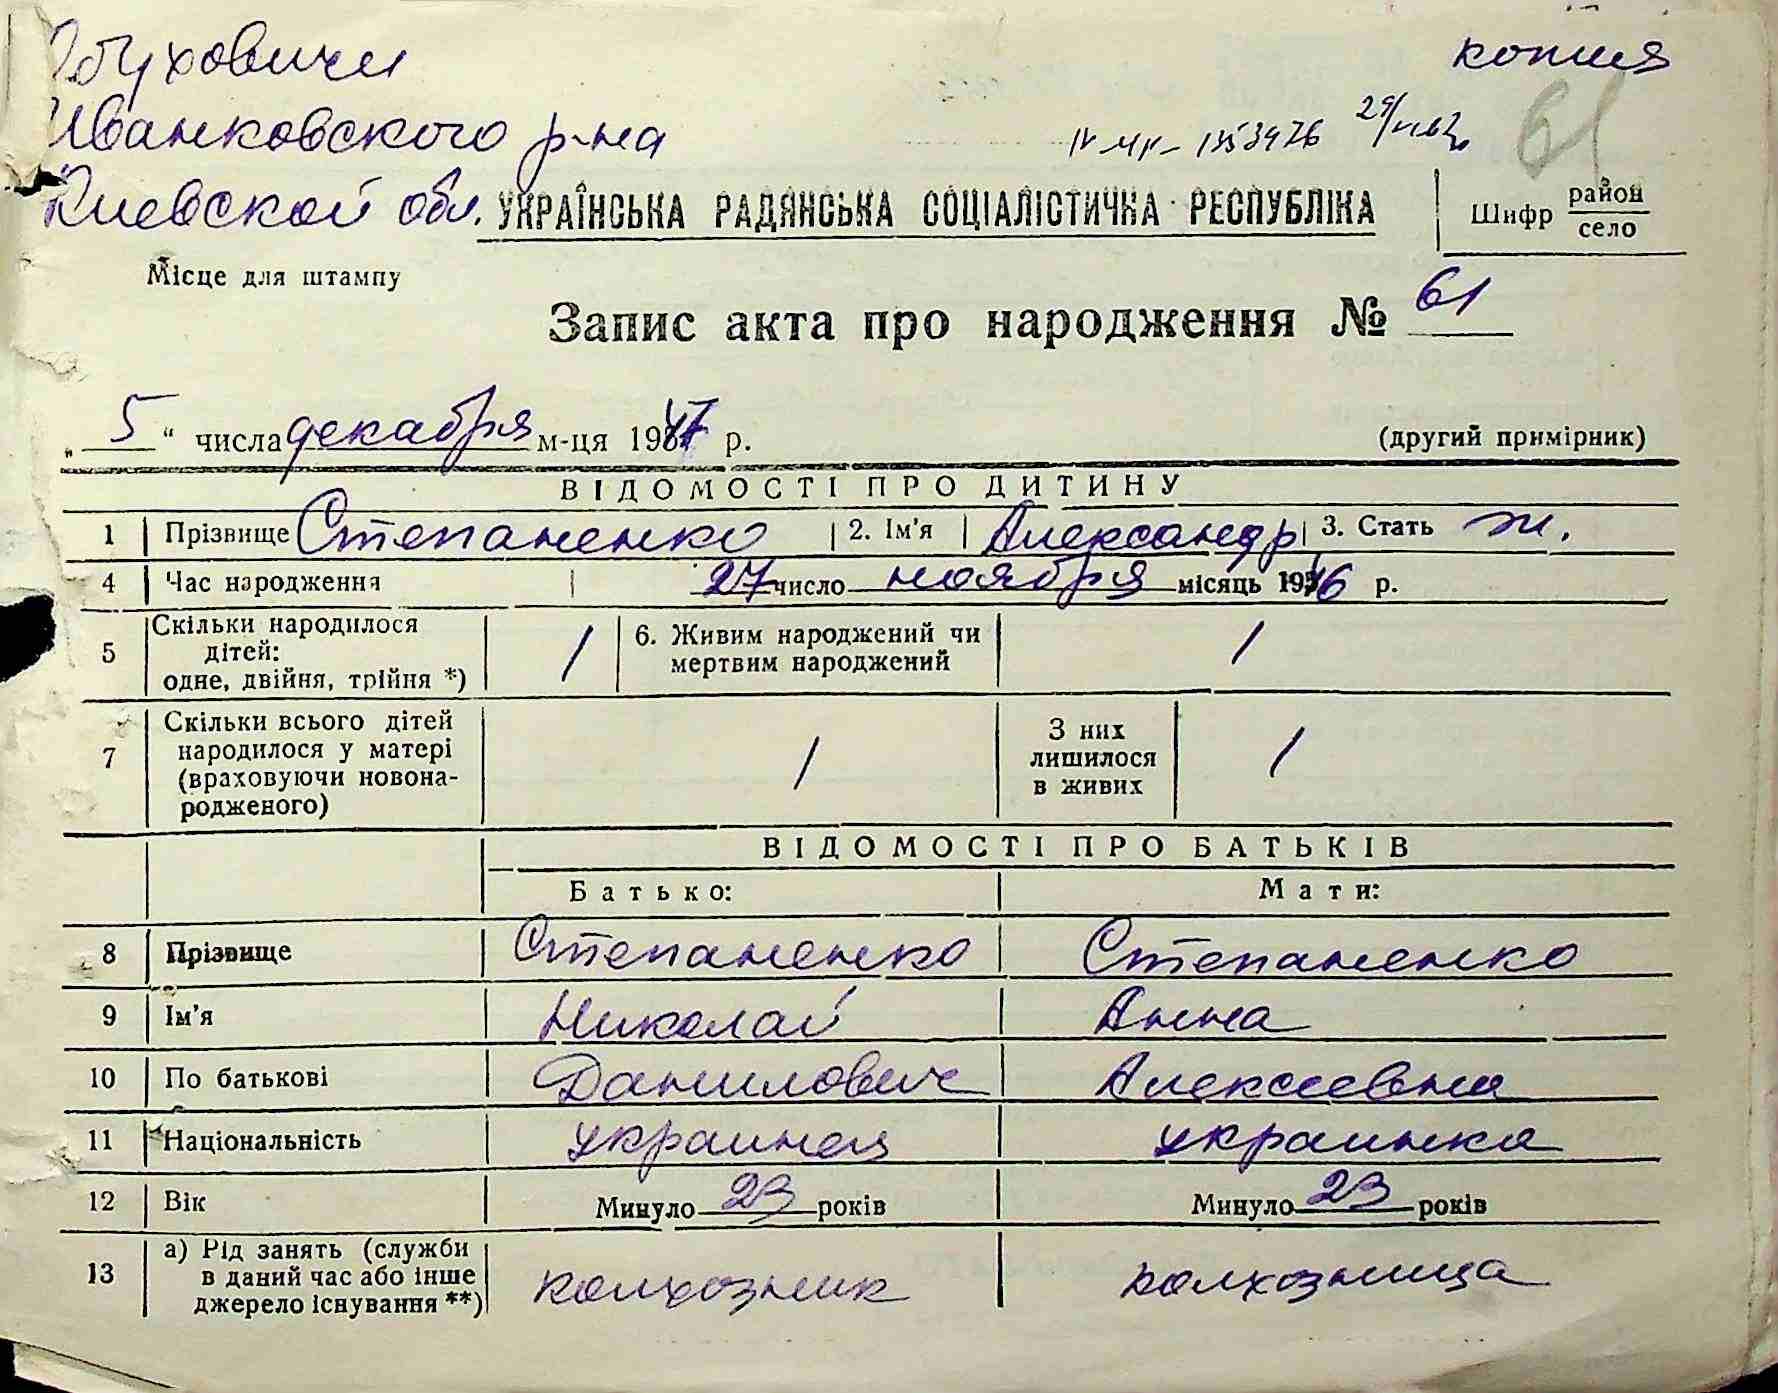 Обуховичи
Иванковского р-на
Киевской обл.
копия
61
УКРАЇНСЬКА РАДЯНСЬКА СОЦІАЛІСТИЧНА РЕСПУБЛІКА
Шифр район
село
Місце для штампу
Запис акта про народження № 61
„5“ числа декабря м-ця 1947 р.
(другий примірник)
ВІДОМОСТІ ПРО ДИТИНУ
1 Прізвище Степаненко 2. Ім'я Александр 3. Стать м.
4 Час народження 27 число ноября місяць 1946 р.
5 Скільки народилося дітей: одне, двійня, трійня *) 1 6. Живим народжений чи мертвим народжений 1
7 Скільки всього дітей народилося у матері (враховуючи новонародженого) 1 З них лишилося в живих 1
ВІДОМОСТІ ПРО БАТЬКІВ
Батько: Мати:
8 Прізвище Степаненко Степаненко
9 Ім'я Николай Анна
10 По батькові Данилович Алексеевна
11 Національність украинец украинка
12 Вік Минуло 23 років Минуло 23 років
13 а) Рід занять (служби в даний час або інше джерело існування **) колхозник колхозница